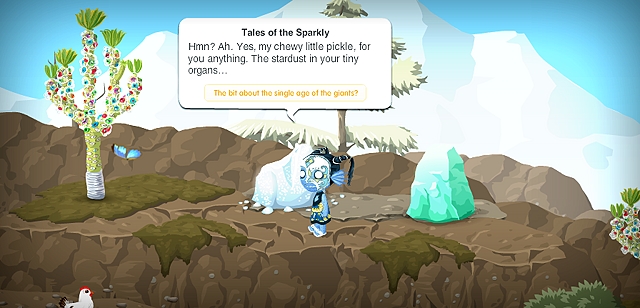 Tales of the Sparkly
Hmn? Ah. Yes, my chewy little pickle, for
you anything. The stardust in your tiny
organs...
The bit about the single age of the giants?